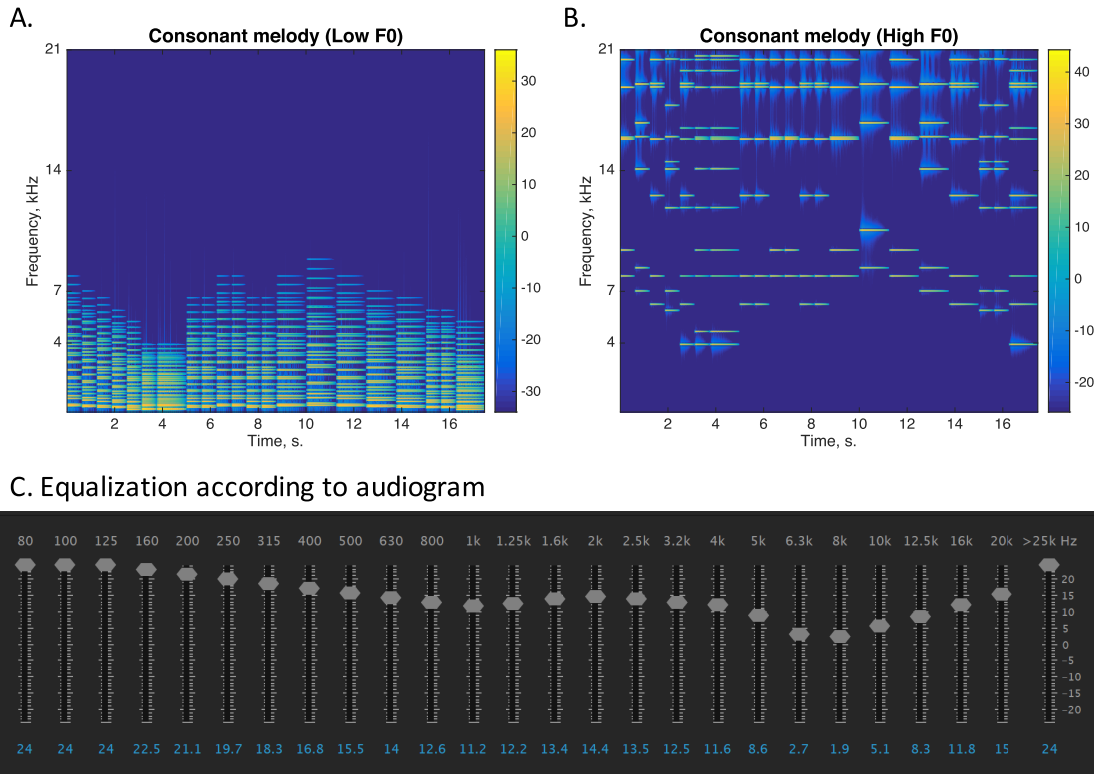 A.
Consonant melody (Low F0)
21
14
7
4
Frequency, kHz
2 4 6 8 10 12 14 16
Time, s.
30
20
10
0
-10
-20
-30
B.
Consonant melody (High F0)
21
14
7
4
Frequency, kHz
2 4 6 8 10 12 14 16
Time, s.
40
30
20
10
0
-10
-20
C. Equalization according to audiogram
80 100 125 160 200 250 315 400 500 630 800 1k 1.25k 1.6k 2k 2.5k 3.2k 4k 5k 6.3k 8k 10k 12.5k 16k 20k >25k Hz
20
15
10
5
0
-5
-10
-15
-20
24 24 24 22.5 21.1 19.7 18.3 16.8 15.5 14 12.6 11.2 12.2 13.4 14.4 13.5 12.5 11.6 8.6 2.7 1.9 5.1 8.3 11.8 15 24